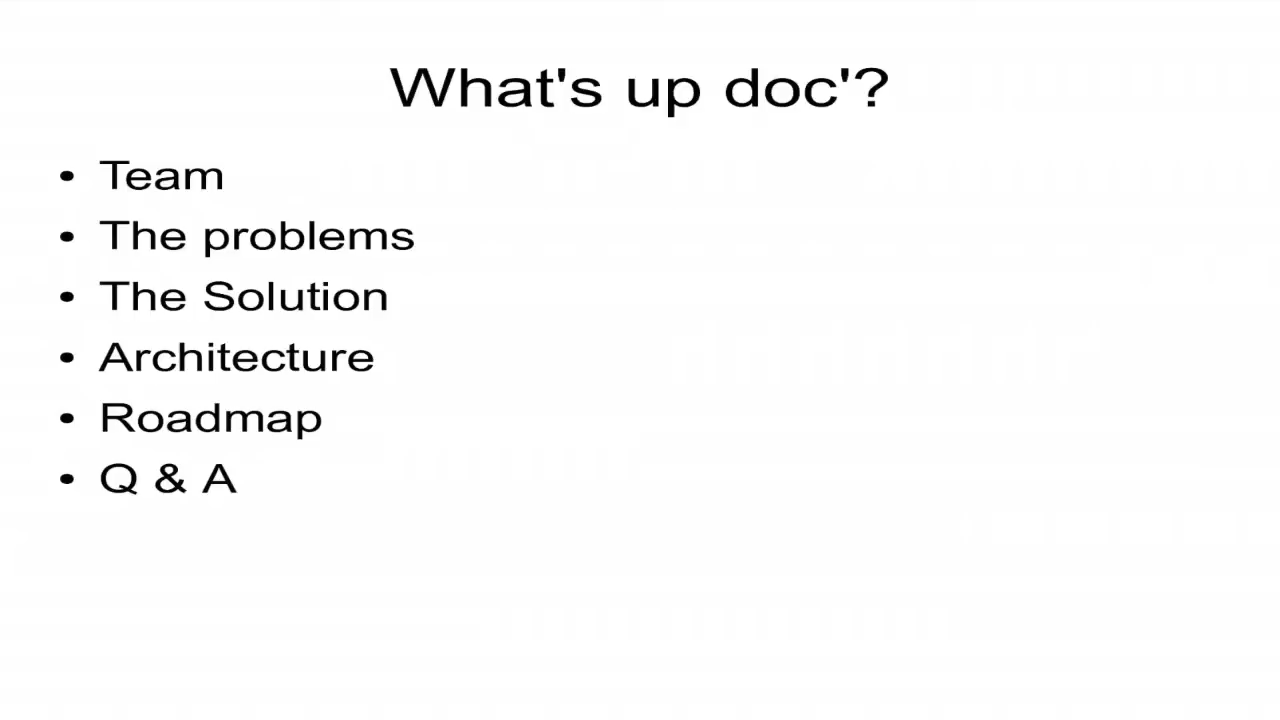 What's up doc'?
• Team
• The problems
• The Solution
• Architecture
• Roadmap
• Q & A